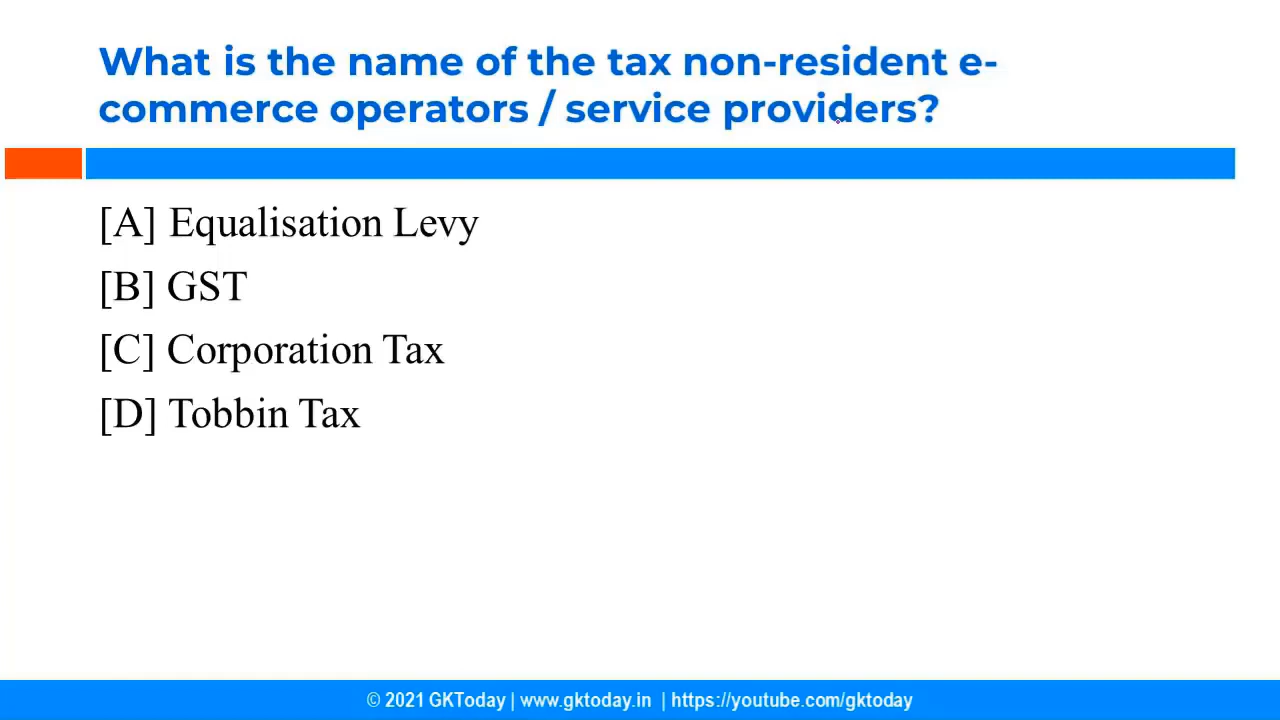 What is the name of the tax non-resident e-
commerce operators / service providers?
[A] Equalisation Levy
[B] GST
[C] Corporation Tax
[D] Tobbin Tax
© 2021 GKToday | www.gktoday.in | https://youtube.com/gktoday